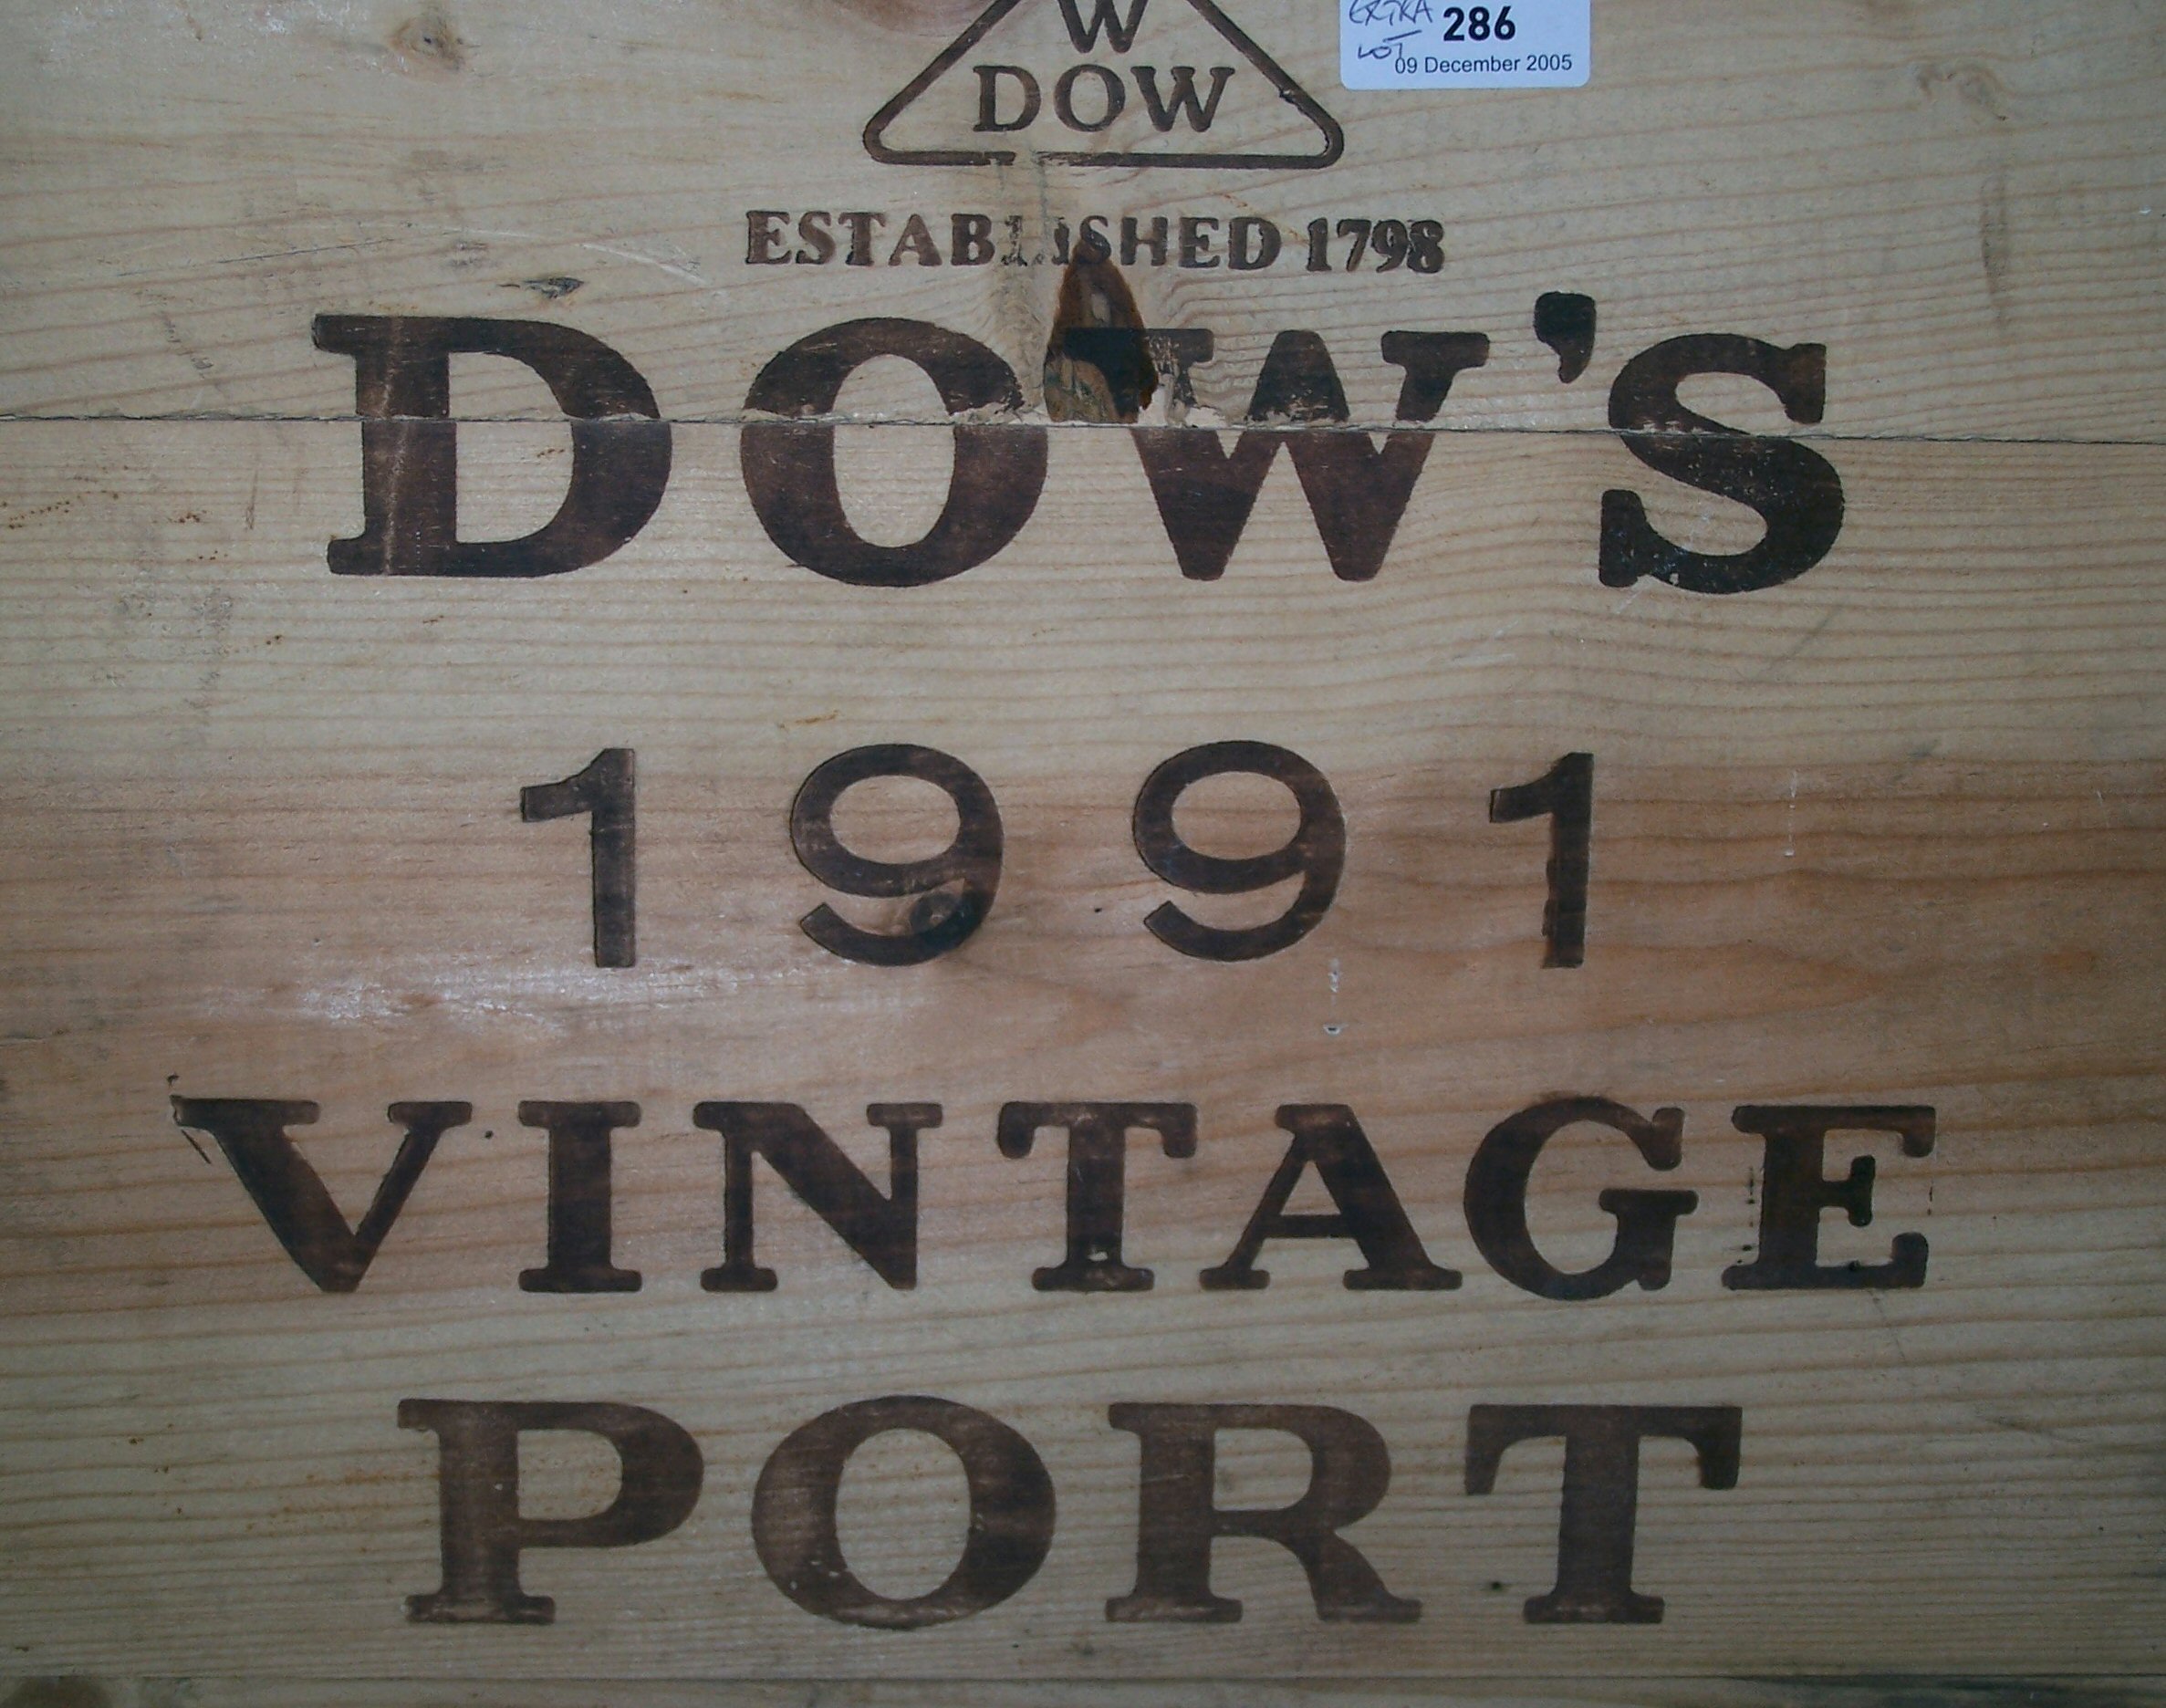 W
DOW
EXTRA 286
LOT 09 December 2005
ESTABLISHED 1798
DOW'S
1991
VINTAGE
PORT